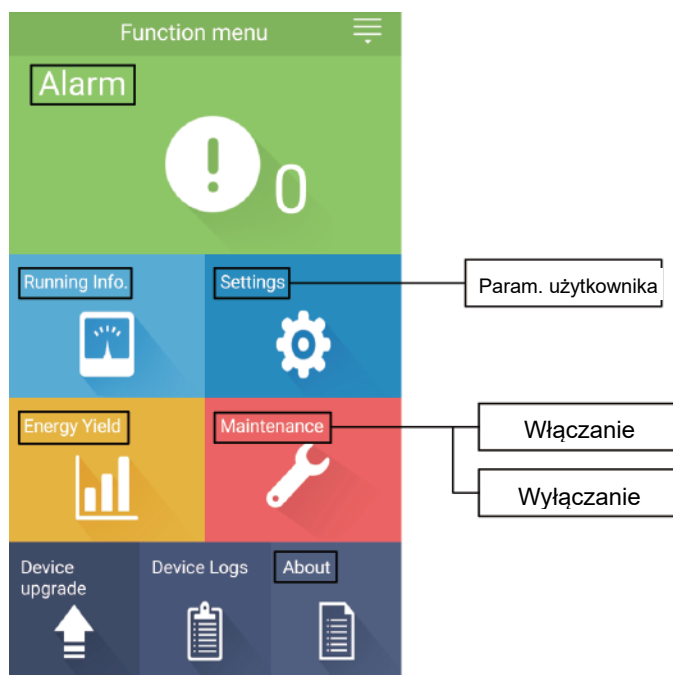 Function menu
Alarm
0
Running Info.
Settings
Param. użytkownika
Energy Yield
Maintenance
Włączanie
Wyłączanie
Device
upgrade
Device Logs
About